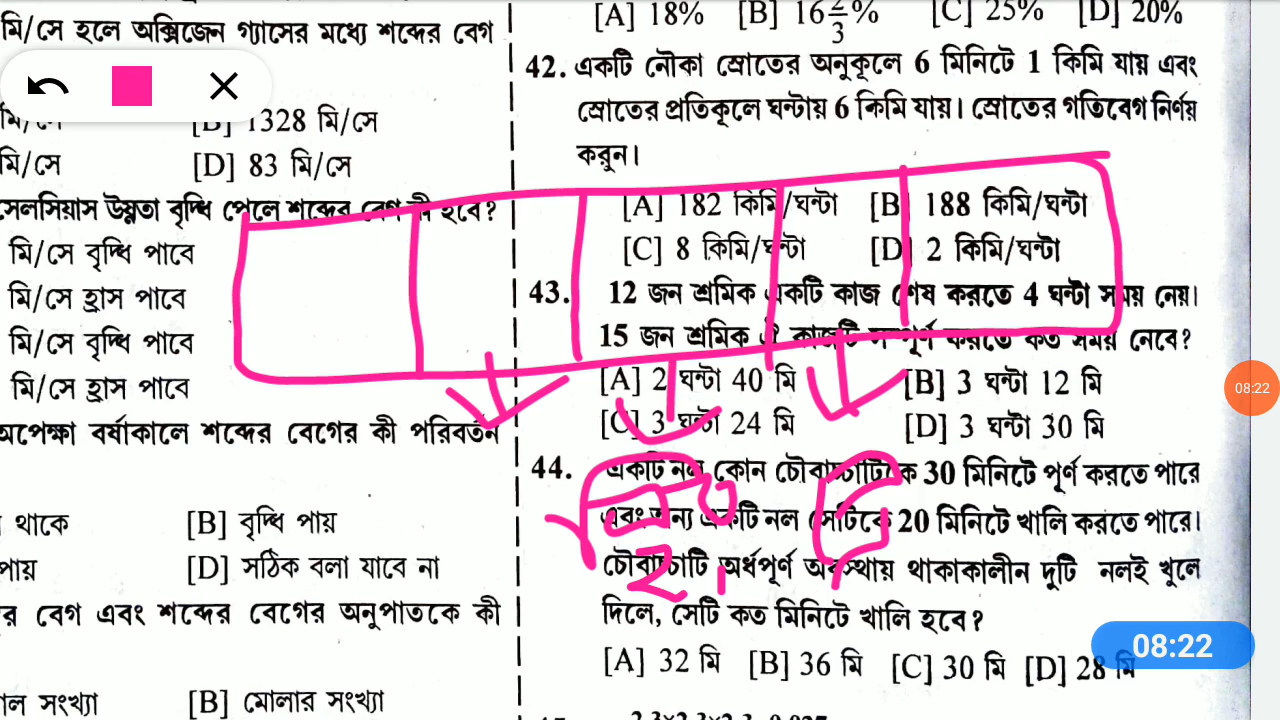 মি/সে হলে অক্সিজেন গ্যাসের মধ্যে শব্দের বেগ
[B] 1328 মি/সে
মি/সে [D] 83 মি/সে
সেলসিয়াস উষ্ণতা বৃদ্ধি পেলে শব্দের বেগ কী হবে?
মি/সে বৃদ্ধি পাবে
মি/সে হ্রাস পাবে
মি/সে বৃদ্ধি পাবে
মি/সে হ্রাস পাবে
অপেক্ষা বর্ষাকালে শব্দের বেগের কী পরিবর্তন
থাকে [B] বৃদ্ধি পায়
পায় [D] সঠিক বলা যাবে না
র বেগ এবং শব্দের বেগের অনুপাতকে কী
সংখ্যা [B] মোলার সংখ্যা
[A] 18% [B] 16 2/3% [C] 25% [D] 20%
42. একটি নৌকা স্রোতের অনুকূলে 6 মিনিটে 1 কিমি যায় এবং
স্রোতের প্রতিকূলে ঘন্টায় 6 কিমি যায়। স্রোতের গতিবেগ নির্ণয়
করুন।
[A] 182 কিমি/ঘন্টা [B] 188 কিমি/ঘন্টা
[C] 8 কিমি/ঘন্টা [D] 2 কিমি/ঘন্টা
43. 12 জন শ্রমিক একটি কাজ শেষ করতে 4 ঘন্টা সময় নেয়।
15 জন শ্রমিক ঐ কাজটি সম্পূর্ণ করতে কত সময় নেবে?
[A] 2 ঘন্টা 40 মি [B] 3 ঘন্টা 12 মি
[C] 3 ঘন্টা 24 মি [D] 3 ঘন্টা 30 মি
44. একটি নল কোন চৌবাচ্চাটিকে 30 মিনিটে পূর্ণ করতে পারে
এবং অন্য একটি নল সেটিকে 20 মিনিটে খালি করতে পারে।
চৌবাচ্চাটি অর্ধপূর্ণ অবস্থায় থাকাকালীন দুটি নলই খুলে
দিলে, সেটি কত মিনিটে খালি হবে?
[A] 32 মি [B] 36 মি [C] 30 মি [D] 28 মি
08:22
08:22